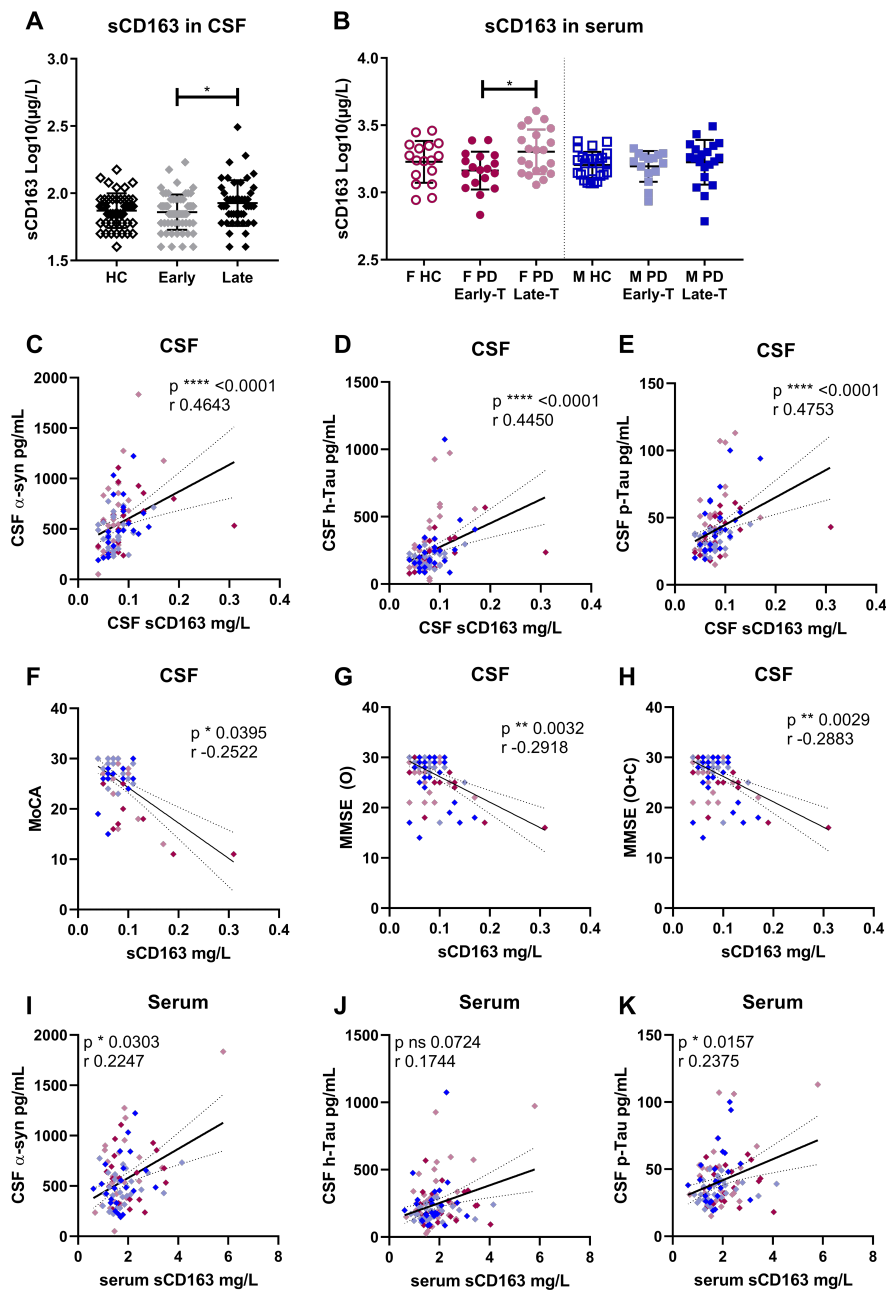 A
sCD163 in CSF
sCD163 Log10(µg/L)
3.0
2.5
2.0
1.5
*
HC
Early
Late
B
sCD163 in serum
sCD163 Log10(µg/L)
4.0
3.5
3.0
2.5
*
F HC
F PD
Early-T
F PD
Late-T
M HC
M PD
Early-T
M PD
Late-T
C
CSF
p **** <0.0001
r 0.4643
CSF α-syn pg/mL
2000
1500
1000
500
0
0.0
0.1
0.2
0.3
0.4
CSF sCD163 mg/L
D
CSF
p **** <0.0001
r 0.4450
CSF h-Tau pg/mL
1500
1000
500
0
0.0
0.1
0.2
0.3
0.4
CSF sCD163 mg/L
E
CSF
p **** <0.0001
r 0.4753
CSF p-Tau pg/mL
150
100
50
0
0.0
0.1
0.2
0.3
0.4
CSF sCD163 mg/L
F
CSF
p * 0.0395
r -0.2522
MoCA
40
30
20
10
0
0.0
0.1
0.2
0.3
0.4
sCD163 mg/L
G
CSF
p ** 0.0032
r -0.2918
MMSE (O)
40
30
20
10
0
0.0
0.1
0.2
0.3
0.4
sCD163 mg/L
H
CSF
p ** 0.0029
r -0.2883
MMSE (O+C)
40
30
20
10
0
0.0
0.1
0.2
0.3
0.4
sCD163 mg/L
I
Serum
p * 0.0303
r 0.2247
CSF α-syn pg/mL
2000
1500
1000
500
0
0
2
4
6
8
serum sCD163 mg/L
J
Serum
p ns 0.0724
r 0.1744
CSF h-Tau pg/mL
1500
1000
500
0
0
2
4
6
8
serum sCD163 mg/L
K
Serum
p * 0.0157
r 0.2375
CSF p-Tau pg/mL
150
100
50
0
0
2
4
6
8
serum sCD163 mg/L